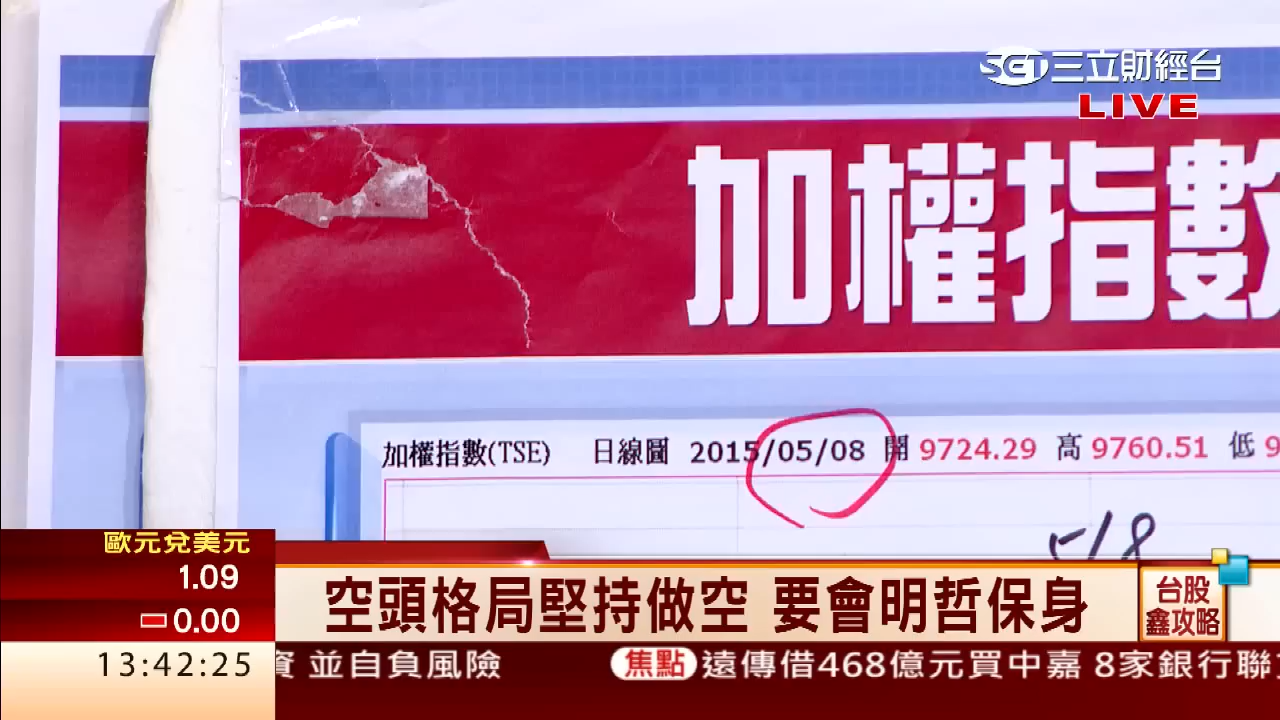 SET 三立財經台
LIVE
加權指數
加權指數(TSE) 日線圖 2015/05/08 開 9724.29 高 9760.51 低 9
5/8
歐元兌美元
1.09
0.00
空頭格局堅持做空 要會明哲保身
台股
鑫攻略
13:42:25
資 並自負風險 焦點 遠傳借468億元買中嘉 8家銀行聯